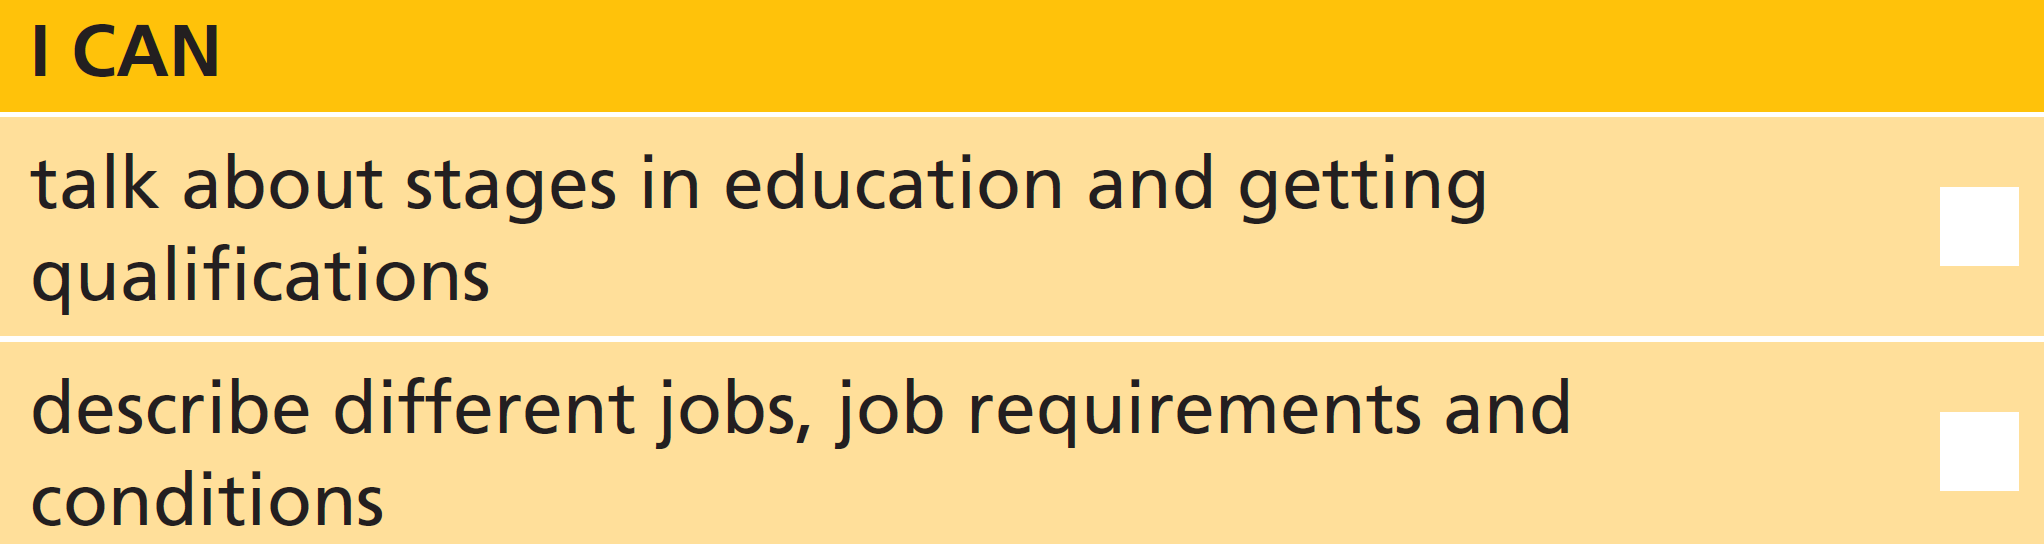 I CAN
talk about stages in education and getting
qualifications
describe different jobs, job requirements and
conditions